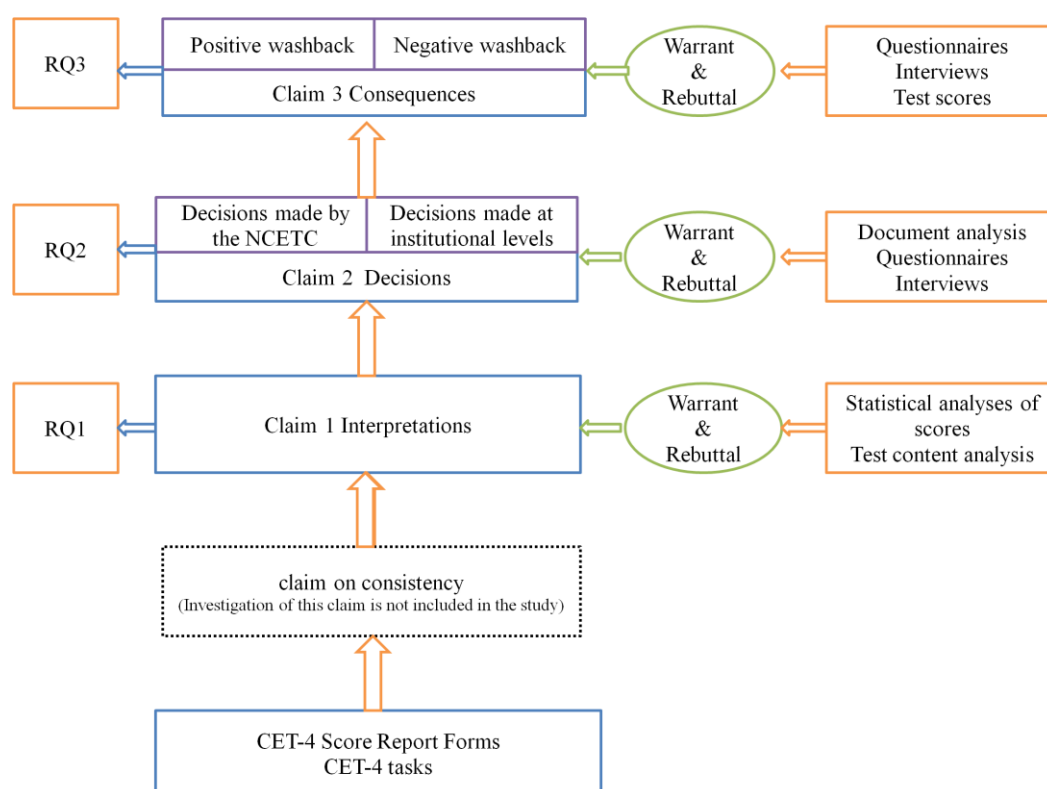 RQ3
Positive washback
Negative washback
Claim 3 Consequences
Warrant
&
Rebuttal
Questionnaires
Interviews
Test scores
RQ2
Decisions made by
the NCETC
Decisions made at
institutional levels
Claim 2 Decisions
Warrant
&
Rebuttal
Document analysis
Questionnaires
Interviews
RQ1
Claim 1 Interpretations
Warrant
&
Rebuttal
Statistical analyses of
scores
Test content analysis
claim on consistency
(Investigation of this claim is not included in the study)
CET-4 Score Report Forms
CET-4 tasks